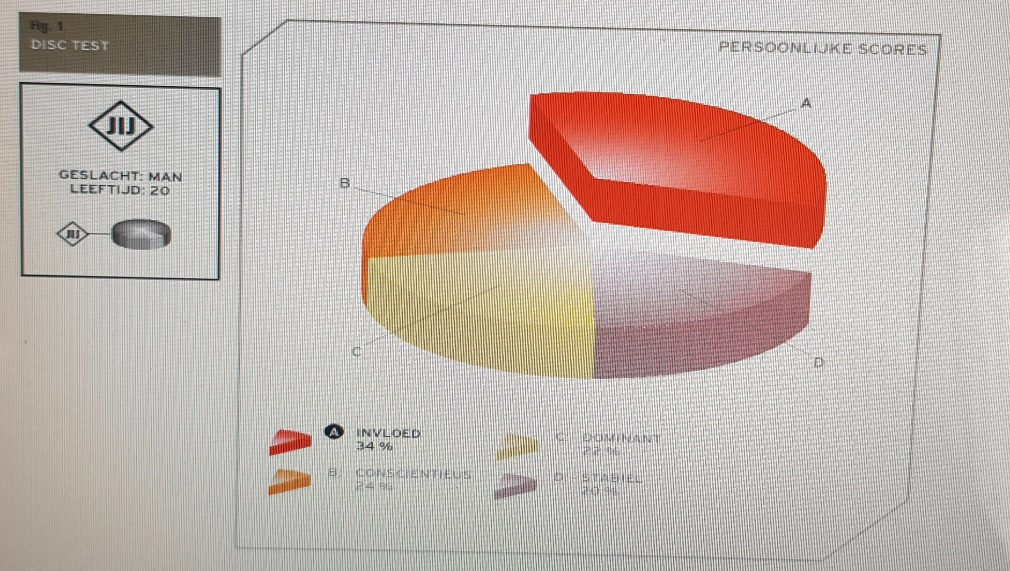 Fig. 1
DISC TEST
JIJ
GESLACHT: MAN
LEEFTIJD: 20
JIJ
PERSOONLIJKE SCORES
A
B
C
D
A INVLOED
34 %
B CONSCIENTIEUS
24 %
C DOMINANT
22 %
D STABIEL
20 %